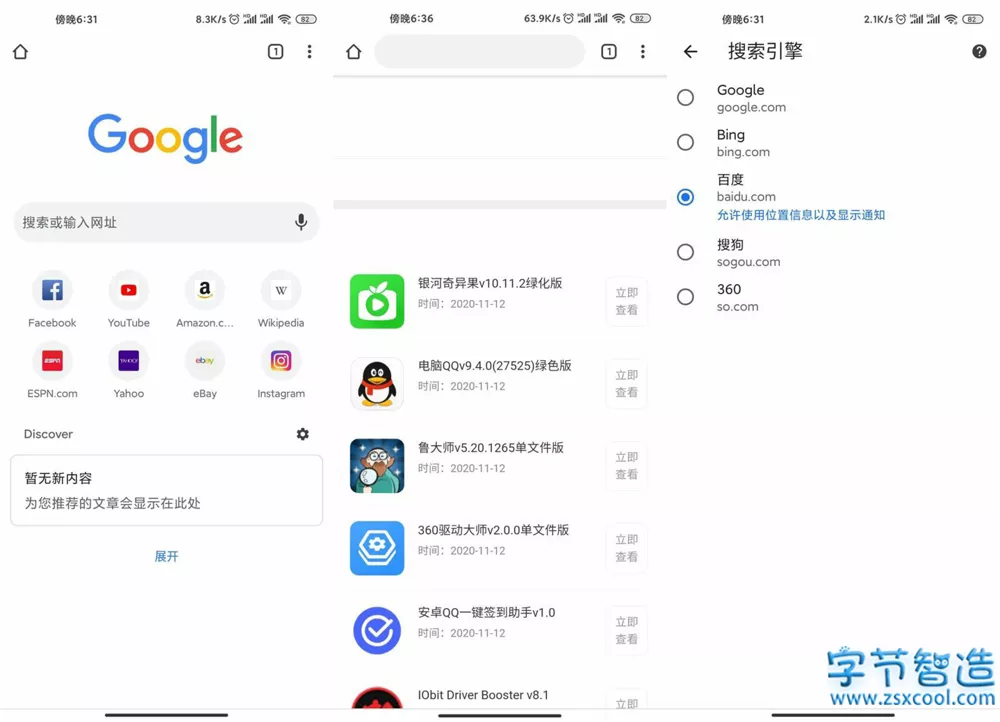 傍晚6:31
8.3K/s
82
1
Google
搜索或输入网址
Facebook
YouTube
Amazon.c...
Wikipedia
ESPN.com
Yahoo
eBay
Instagram
Discover
暂无新内容
为您推荐的文章会显示在此处
展开
傍晚6:36
63.9K/s
82
1
银河奇异果v10.11.2绿化版
时间：2020-11-12
立即
查看
电脑QQv9.4.0(27525)绿色版
时间：2020-11-12
立即
查看
鲁大师v5.20.1265单文件版
时间：2020-11-12
立即
查看
360驱动大师v2.0.0单文件版
时间：2020-11-12
立即
查看
安卓QQ一键签到助手v1.0
时间：2020-11-12
立即
查看
IObit Driver Booster v8.1
立即
傍晚6:31
2.1K/s
82
搜索引擎
Google
google.com
Bing
bing.com
百度
baidu.com
允许使用位置信息以及显示通知
搜狗
sogou.com
360
so.com
字节智造
www.zsxcool.com